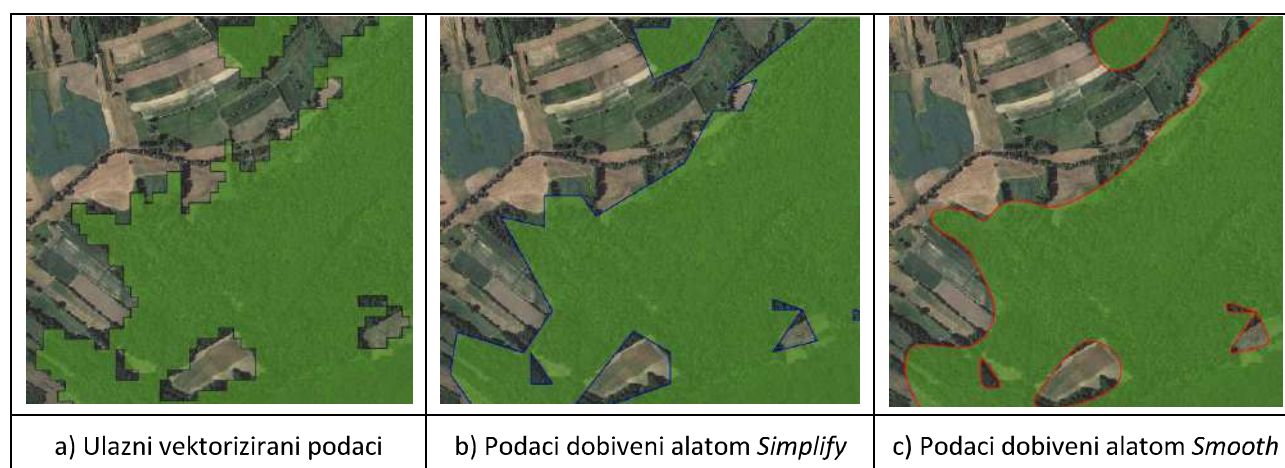 a) Ulazni vektorizirani podaci
b) Podaci dobiveni alatom Simplify
c) Podaci dobiveni alatom Smooth